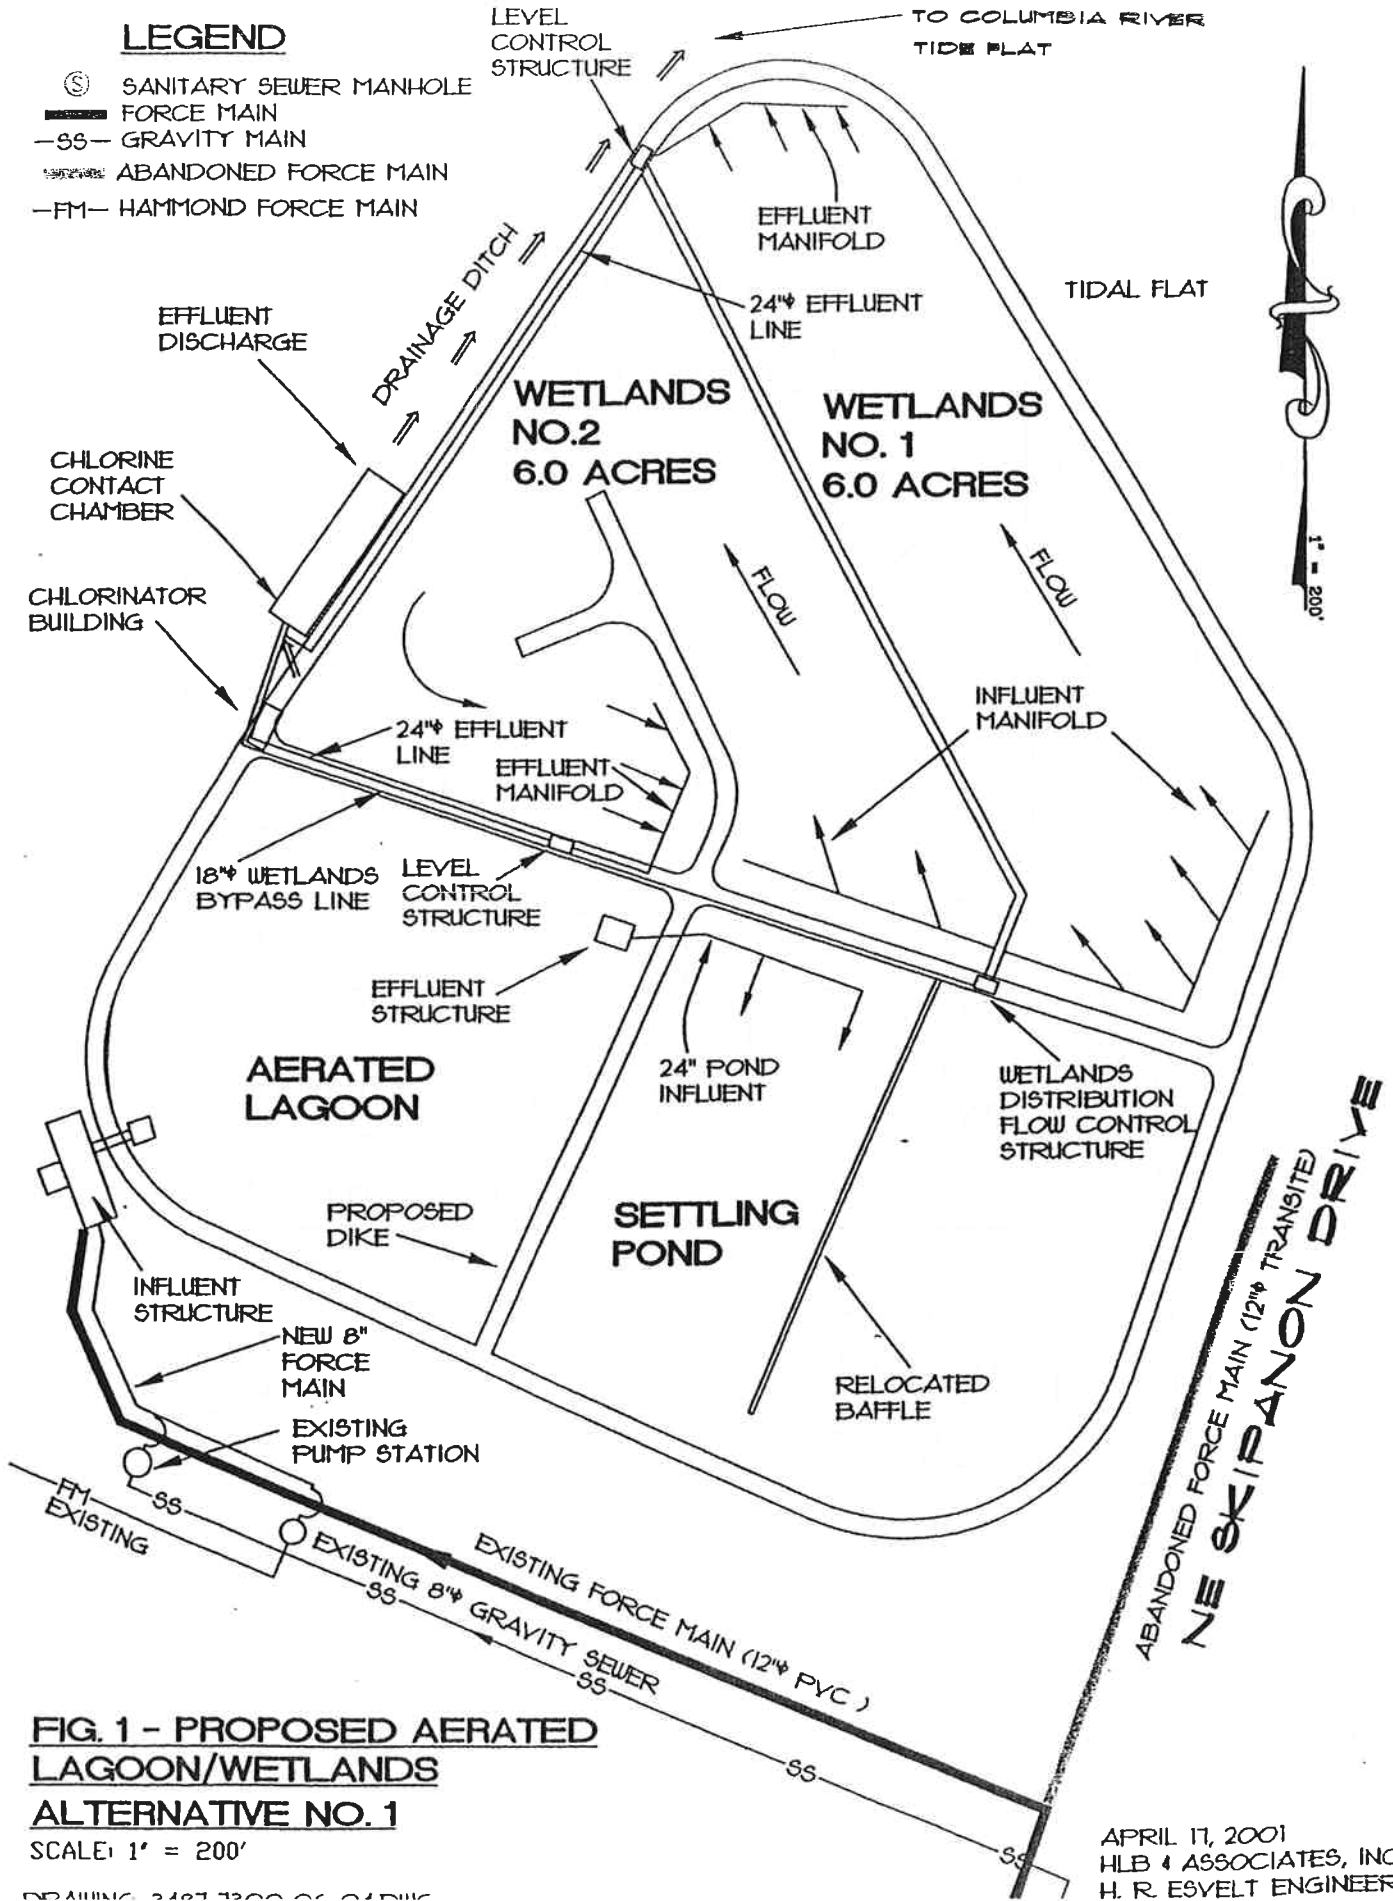 LEGEND
Ⓢ SANITARY SEWER MANHOLE
FORCE MAIN
—SS— GRAVITY MAIN
ABANDONED FORCE MAIN
—FM— HAMMOND FORCE MAIN
LEVEL
CONTROL
STRUCTURE
TO COLUMBIA RIVER
TIDE FLAT
EFFLUENT
MANIFOLD
TIDAL FLAT
24"ϕ EFFLUENT
LINE
DRAINAGE DITCH
EFFLUENT
DISCHARGE
WETLANDS
NO.2
6.0 ACRES
WETLANDS
NO. 1
6.0 ACRES
1" = 200'
CHLORINE
CONTACT
CHAMBER
CHLORINATOR
BUILDING
FLOW
FLOW
INFLUENT
MANIFOLD
24"ϕ EFFLUENT
LINE
EFFLUENT
MANIFOLD
18"ϕ WETLANDS
BYPASS LINE
LEVEL
CONTROL
STRUCTURE
EFFLUENT
STRUCTURE
AERATED
LAGOON
24" POND
INFLUENT
WETLANDS
DISTRIBUTION
FLOW CONTROL
STRUCTURE
PROPOSED
DIKE
SETTLING
POND
INFLUENT
STRUCTURE
NEW 8"
FORCE
MAIN
RELOCATED
BAFFLE
EXISTING
PUMP STATION
ABANDONED FORCE MAIN (12"ϕ TRANSITE)
NE SKIPANON DRIVE
FM
EXISTING
SS
EXISTING 8"ϕ GRAVITY SEWER
SS
SS
SS
SS
EXISTING FORCE MAIN (12"ϕ PVC )
FIG. 1 - PROPOSED AERATED
LAGOON/WETLANDS
ALTERNATIVE NO. 1
SCALE: 1" = 200'
APRIL 17, 2001
HLB & ASSOCIATES, INC
H. R. ESVELT ENGINEER